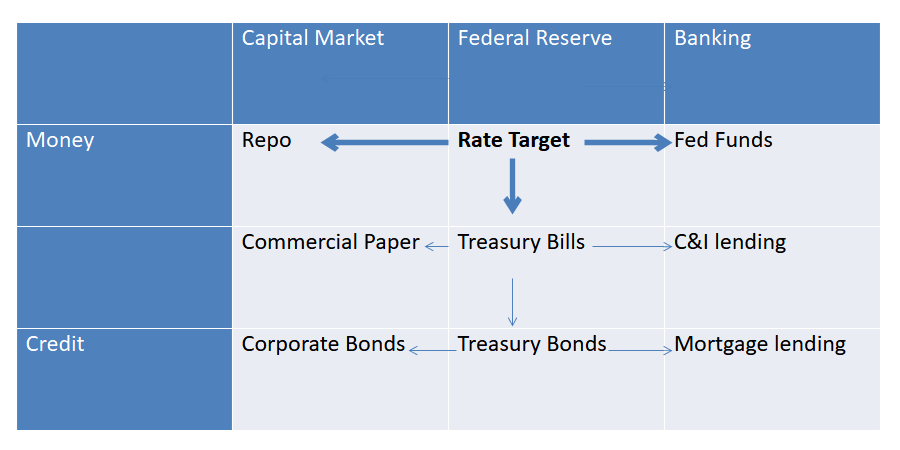 Capital Market
Federal Reserve
Banking
Money
Repo
Rate Target
Fed Funds
Commercial Paper
Treasury Bills
C&I lending
Credit
Corporate Bonds
Treasury Bonds
Mortgage lending